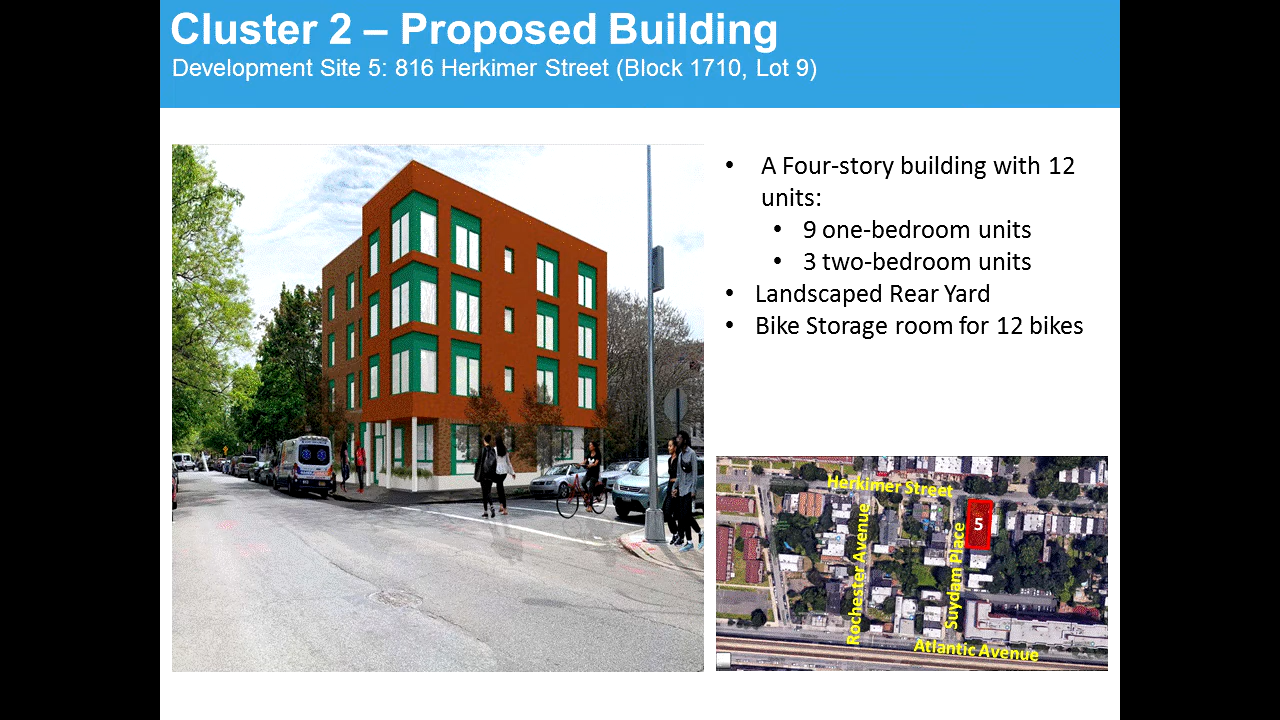 Cluster 2 – Proposed Building
Development Site 5: 816 Herkimer Street (Block 1710, Lot 9)
• A Four-story building with 12
units:
• 9 one-bedroom units
• 3 two-bedroom units
• Landscaped Rear Yard
• Bike Storage room for 12 bikes
Herkimer Street
5
Rochester Avenue
Suydam Place
Atlantic Avenue